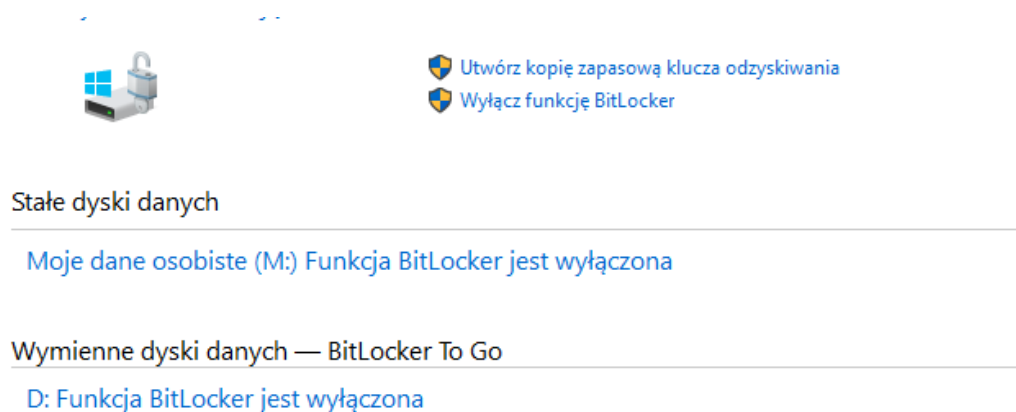 Utwórz kopię zapasową klucza odzyskiwania
Wyłącz funkcję BitLocker
Stałe dyski danych
Moje dane osobiste (M:) Funkcja BitLocker jest wyłączona
Wymienne dyski danych — BitLocker To Go
D: Funkcja BitLocker jest wyłączona